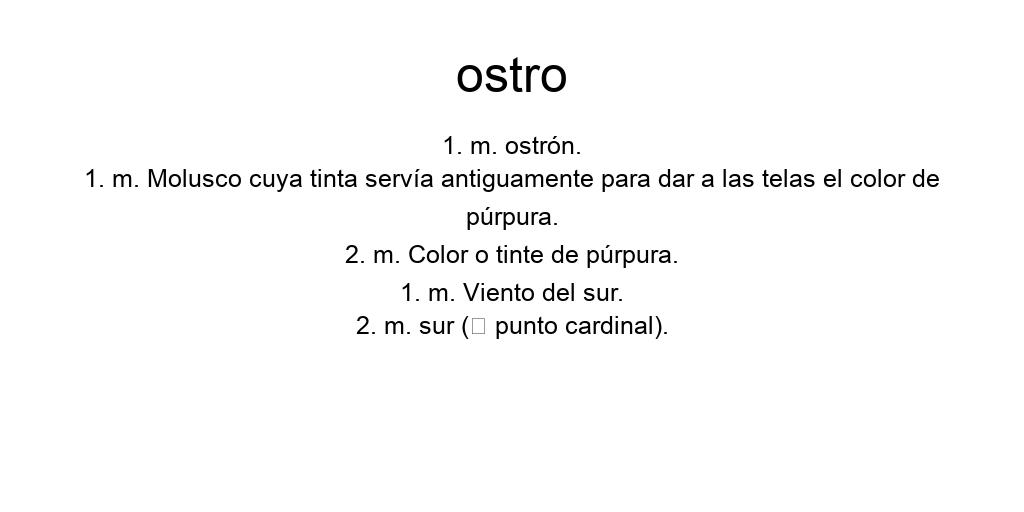 ostro
1. m. ostrón.
1. m. Molusco cuya tinta servía antiguamente para dar a las telas el color de
púrpura.
2. m. Color o tinte de púrpura.
1. m. Viento del sur.
2. m. sur (□ punto cardinal).